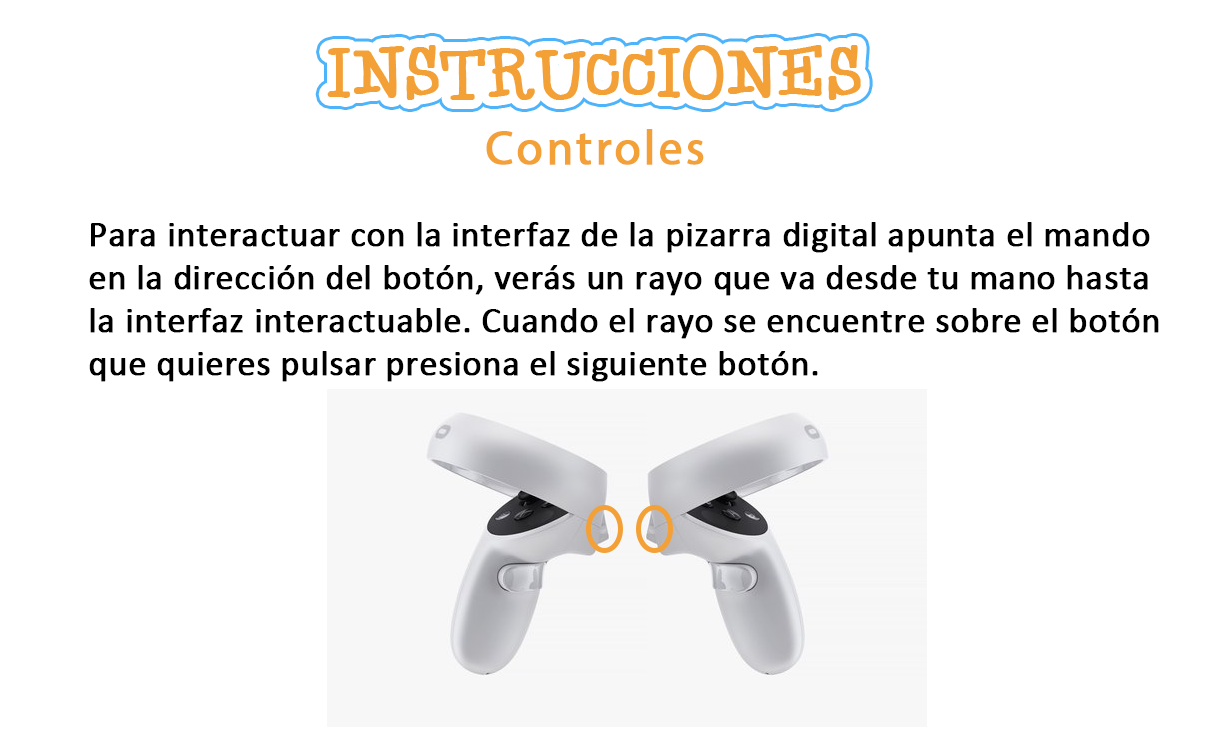 INSTRUCCIONES
Controles
Para interactuar con la interfaz de la pizarra digital apunta el mando
en la dirección del botón, verás un rayo que va desde tu mano hasta
la interfaz interactuable. Cuando el rayo se encuentre sobre el botón
que quieres pulsar presiona el siguiente botón.